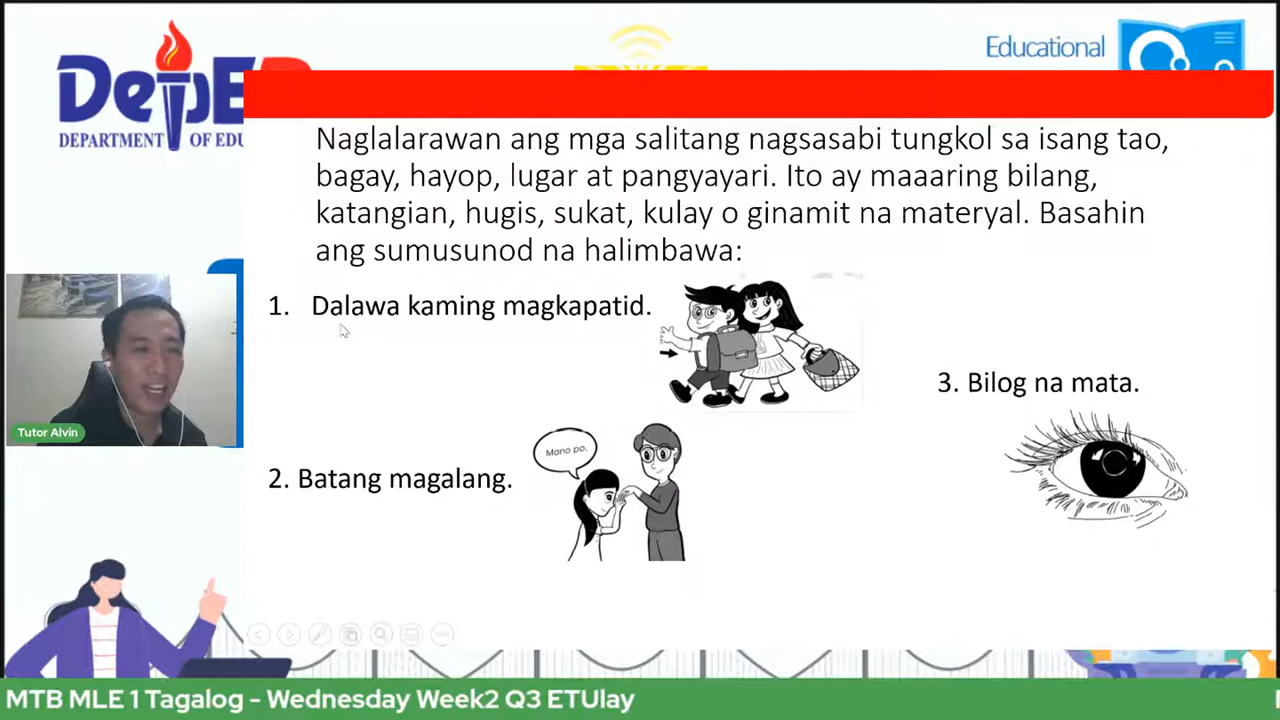 DepE
DEPARTMENT OF EDU
Educational
Naglalarawan ang mga salitang nagsasabi tungkol sa isang tao,
bagay, hayop, lugar at pangyayari. Ito ay maaaring bilang,
katangian, hugis, sukat, kulay o ginamit na materyal. Basahin
ang sumusunod na halimbawa:
1. Dalawa kaming magkapatid.
3. Bilog na mata.
Mano po.
2. Batang magalang.
Tutor Alvin
MTB MLE 1 Tagalog - Wednesday Week2 Q3 ETUlay